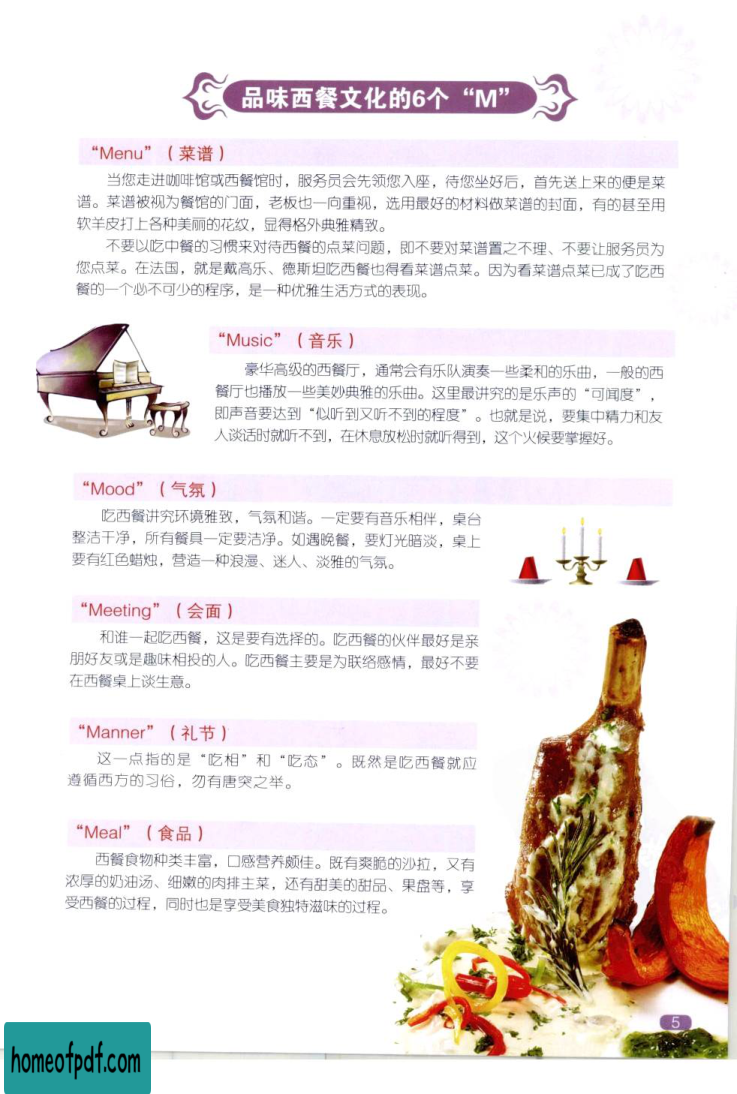 品味西餐文化的6个“M”
“Menu”（菜谱）
当您走进咖啡馆或西餐馆时，服务员会先领您入座，待您坐好后，首先送上来的便是菜
谱。菜谱被视为餐馆的门面，老板也一向重视，选用最好的材料做菜谱的封面，有的甚至用
软羊皮打上各种美丽的花纹，显得格外典雅精致。
不要以吃中餐的习惯来对待西餐的点菜问题，即不要对菜谱置之不理、不要让服务员为
您点菜。在法国，就是戴高乐、德斯坦吃西餐也得看菜谱点菜。因为看菜谱点菜已成了吃西
餐的一个必不可少的程序，是一种优雅生活方式的表现。
“Music”（音乐）
豪华高级的西餐厅，通常会有乐队演奏一些柔和的乐曲，一般的西
餐厅也播放一些美妙典雅的乐曲。这里最讲究的是乐声的“可闻度”，
即声音要达到“似听到又听不到的程度”。也就是说，要集中精力和友
人谈话时就听不到，在休息放松时就听得到，这个火候要掌握好。
“Mood”（气氛）
吃西餐讲究环境雅致，气氛和谐。一定要有音乐相伴，桌台
整洁干净，所有餐具一定要洁净。如遇晚餐，要灯光暗淡，桌上
要有红色蜡烛，营造一种浪漫、迷人、淡雅的气氛。
“Meeting”（会面）
和谁一起吃西餐，这是要有选择的。吃西餐的伙伴最好是亲
朋好友或是趣味相投的人。吃西餐主要是为联络感情，最好不要
在西餐桌上谈生意。
“Manner”（礼节）
这一点指的是“吃相”和“吃态”。既然是吃西餐就应
遵循西方的习俗，勿有唐突之举。
“Meal”（食品）
西餐食物种类丰富，口感营养颇佳。既有爽脆的沙拉，又有
浓厚的奶油汤、细嫩的肉排主菜，还有甜美的甜品、果盘等，享
受西餐的过程，同时也是享受美食独特滋味的过程。
5
homeofpdf.com